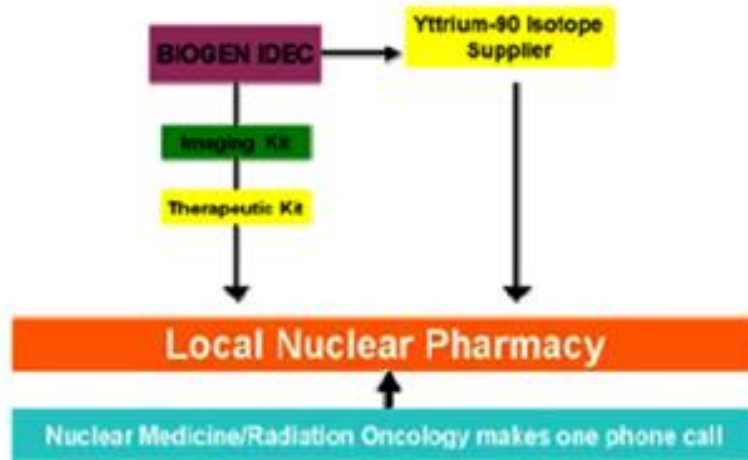 Yttrium-90 Isotope
Supplier
BIOGEN IDEC
Imaging Kit
Therapeutic Kit
Local Nuclear Pharmacy
Nuclear Medicine/Radiation Oncology makes one phone call